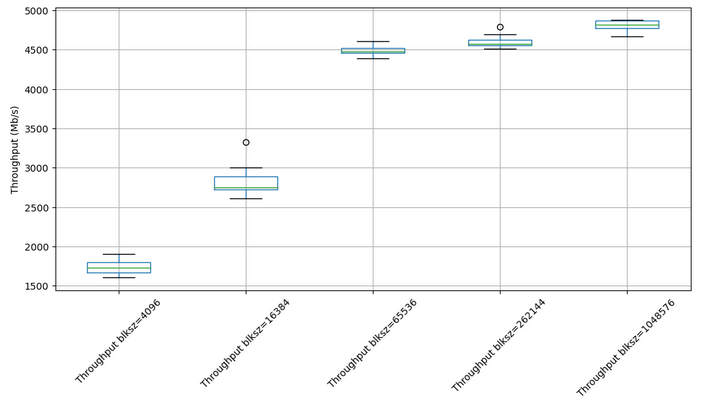 5000
4500
4000
3500
3000
2500
2000
1500
Throughput (Mb/s)
Throughput blksz=4096
Throughput blksz=16384
Throughput blksz=65536
Throughput blksz=262144
Throughput blksz=1048576